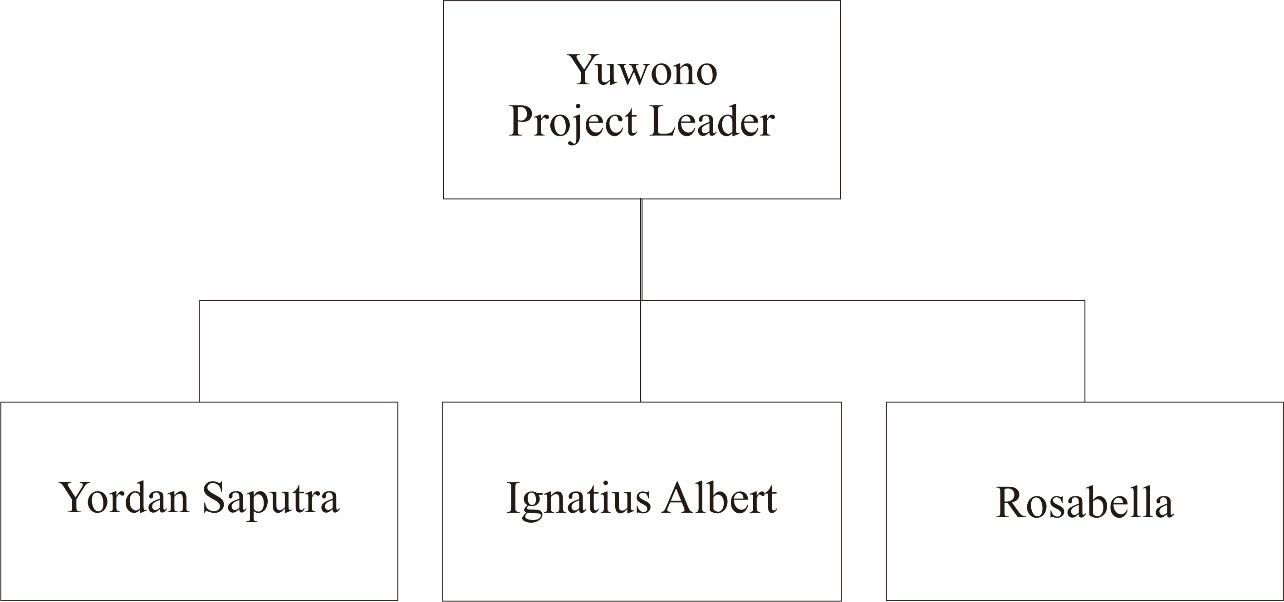 Yuwono
Project Leader
Yordan Saputra
Ignatius Albert
Rosabella